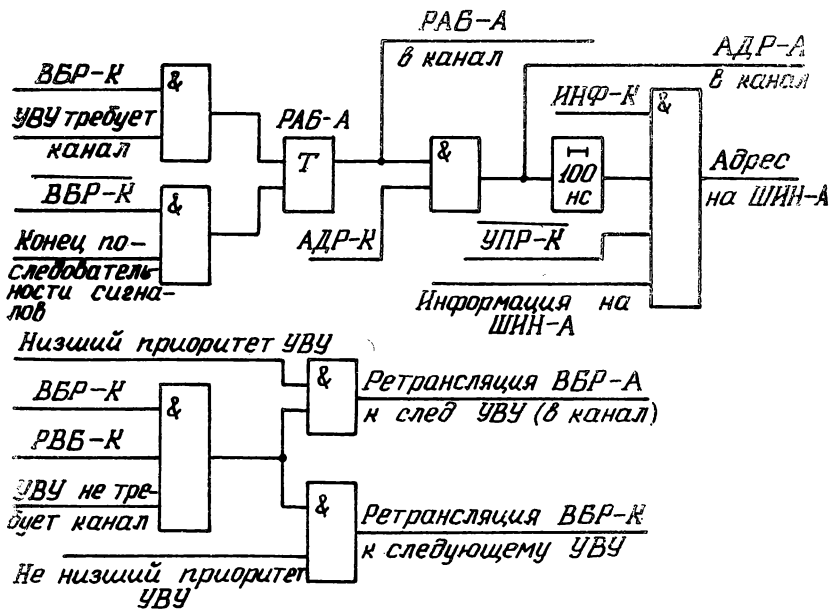 РАБ-А
в канал
АДР-А
в канал
ВБР-К
&
УВУ требует
канал
РАБ-А
Т
&
ИНФ-К
&
100
нс
Адрес
на ШИН-А
ВБР-К
&
Конец по-
следователь-
ности сигна-
лов
АДР-К
УПР-К
Информация на
ШИН-А
Низший приоритет УВУ
&
Ретрансляция ВБР-А
к след УВУ (в канал)
ВБР-К
&
РВБ-К
УВУ не тре-
бует канал
&
Ретрансляция ВБР-К
к следующему УВУ
Не низший приоритет
УВУ